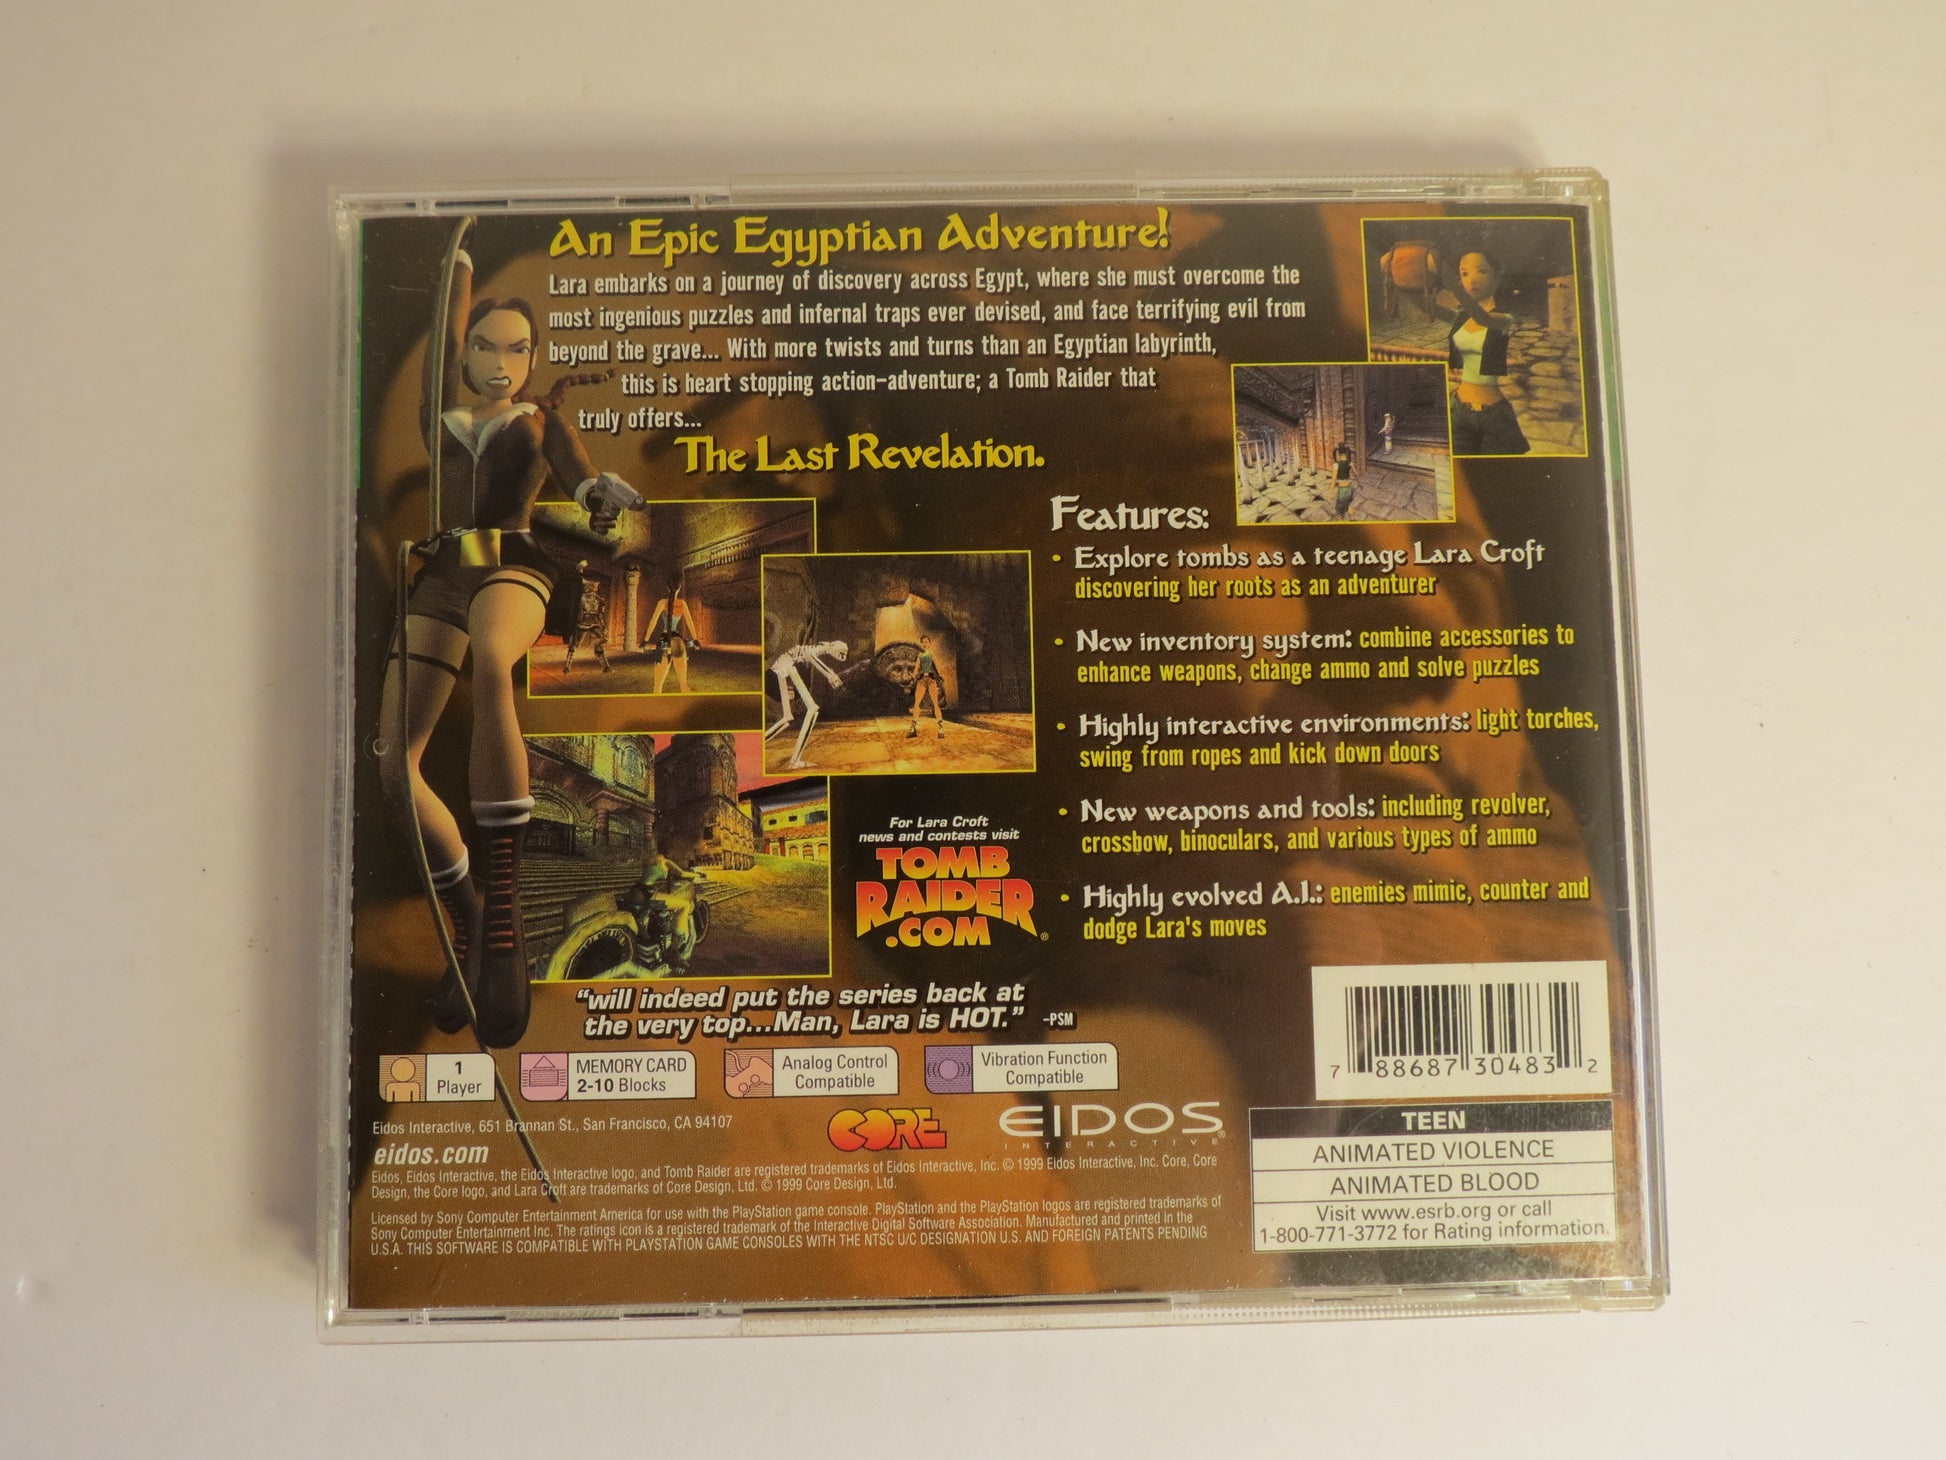 An Epic Egyptian Adventure!
Lara embarks on a journey of discovery across Egypt, where she must overcome the
most ingenious puzzles and infernal traps ever devised, and face terrifying evil from
beyond the grave... With more twists and turns than an Egyptian labyrinth,
this is heart stopping action-adventure; a Tomb Raider that
truly offers...
The Last Revelation.
Features:
• Explore tombs as a teenage Lara Croft
discovering her roots as an adventurer
• New inventory system: combine accessories to
enhance weapons, change ammo and solve puzzles
• Highly interactive environments: light torches,
swing from ropes and kick down doors
• New weapons and tools: including revolver,
crossbow, binoculars, and various types of ammo
• Highly evolved A.I.: enemies mimic, counter and
dodge Lara's moves
For Lara Croft
news and contests visit
TOMB
RAIDER
.COM®
"will indeed put the series back at
the very top...Man, Lara is HOT." -PSM
1
Player
MEMORY CARD
2-10 Blocks
Analog Control
Compatible
Vibration Function
Compatible
7 88687 30483 2
Eidos Interactive, 651 Brannan St., San Francisco, CA 94107
eidos.com
CORE
EIDOS®
INTERACTIVE
Eidos, Eidos Interactive, the Eidos Interactive logo, and Tomb Raider are registered trademarks of Eidos Interactive, Inc. © 1999 Eidos Interactive, Inc. Core, Core
Design, the Core logo, and Lara Croft are trademarks of Core Design, Ltd. © 1999 Core Design, Ltd.
Licensed by Sony Computer Entertainment America for use with the PlayStation game console. PlayStation and the PlayStation logos are registered trademarks of
Sony Computer Entertainment Inc. The ratings icon is a registered trademark of the Interactive Digital Software Association. Manufactured and printed in the
U.S.A. THIS SOFTWARE IS COMPATIBLE WITH PLAYSTATION GAME CONSOLES WITH THE NTSC U/C DESIGNATION U.S. AND FOREIGN PATENTS PENDING
TEEN
ANIMATED VIOLENCE
ANIMATED BLOOD
Visit www.esrb.org or call
1-800-771-3772 for Rating information.